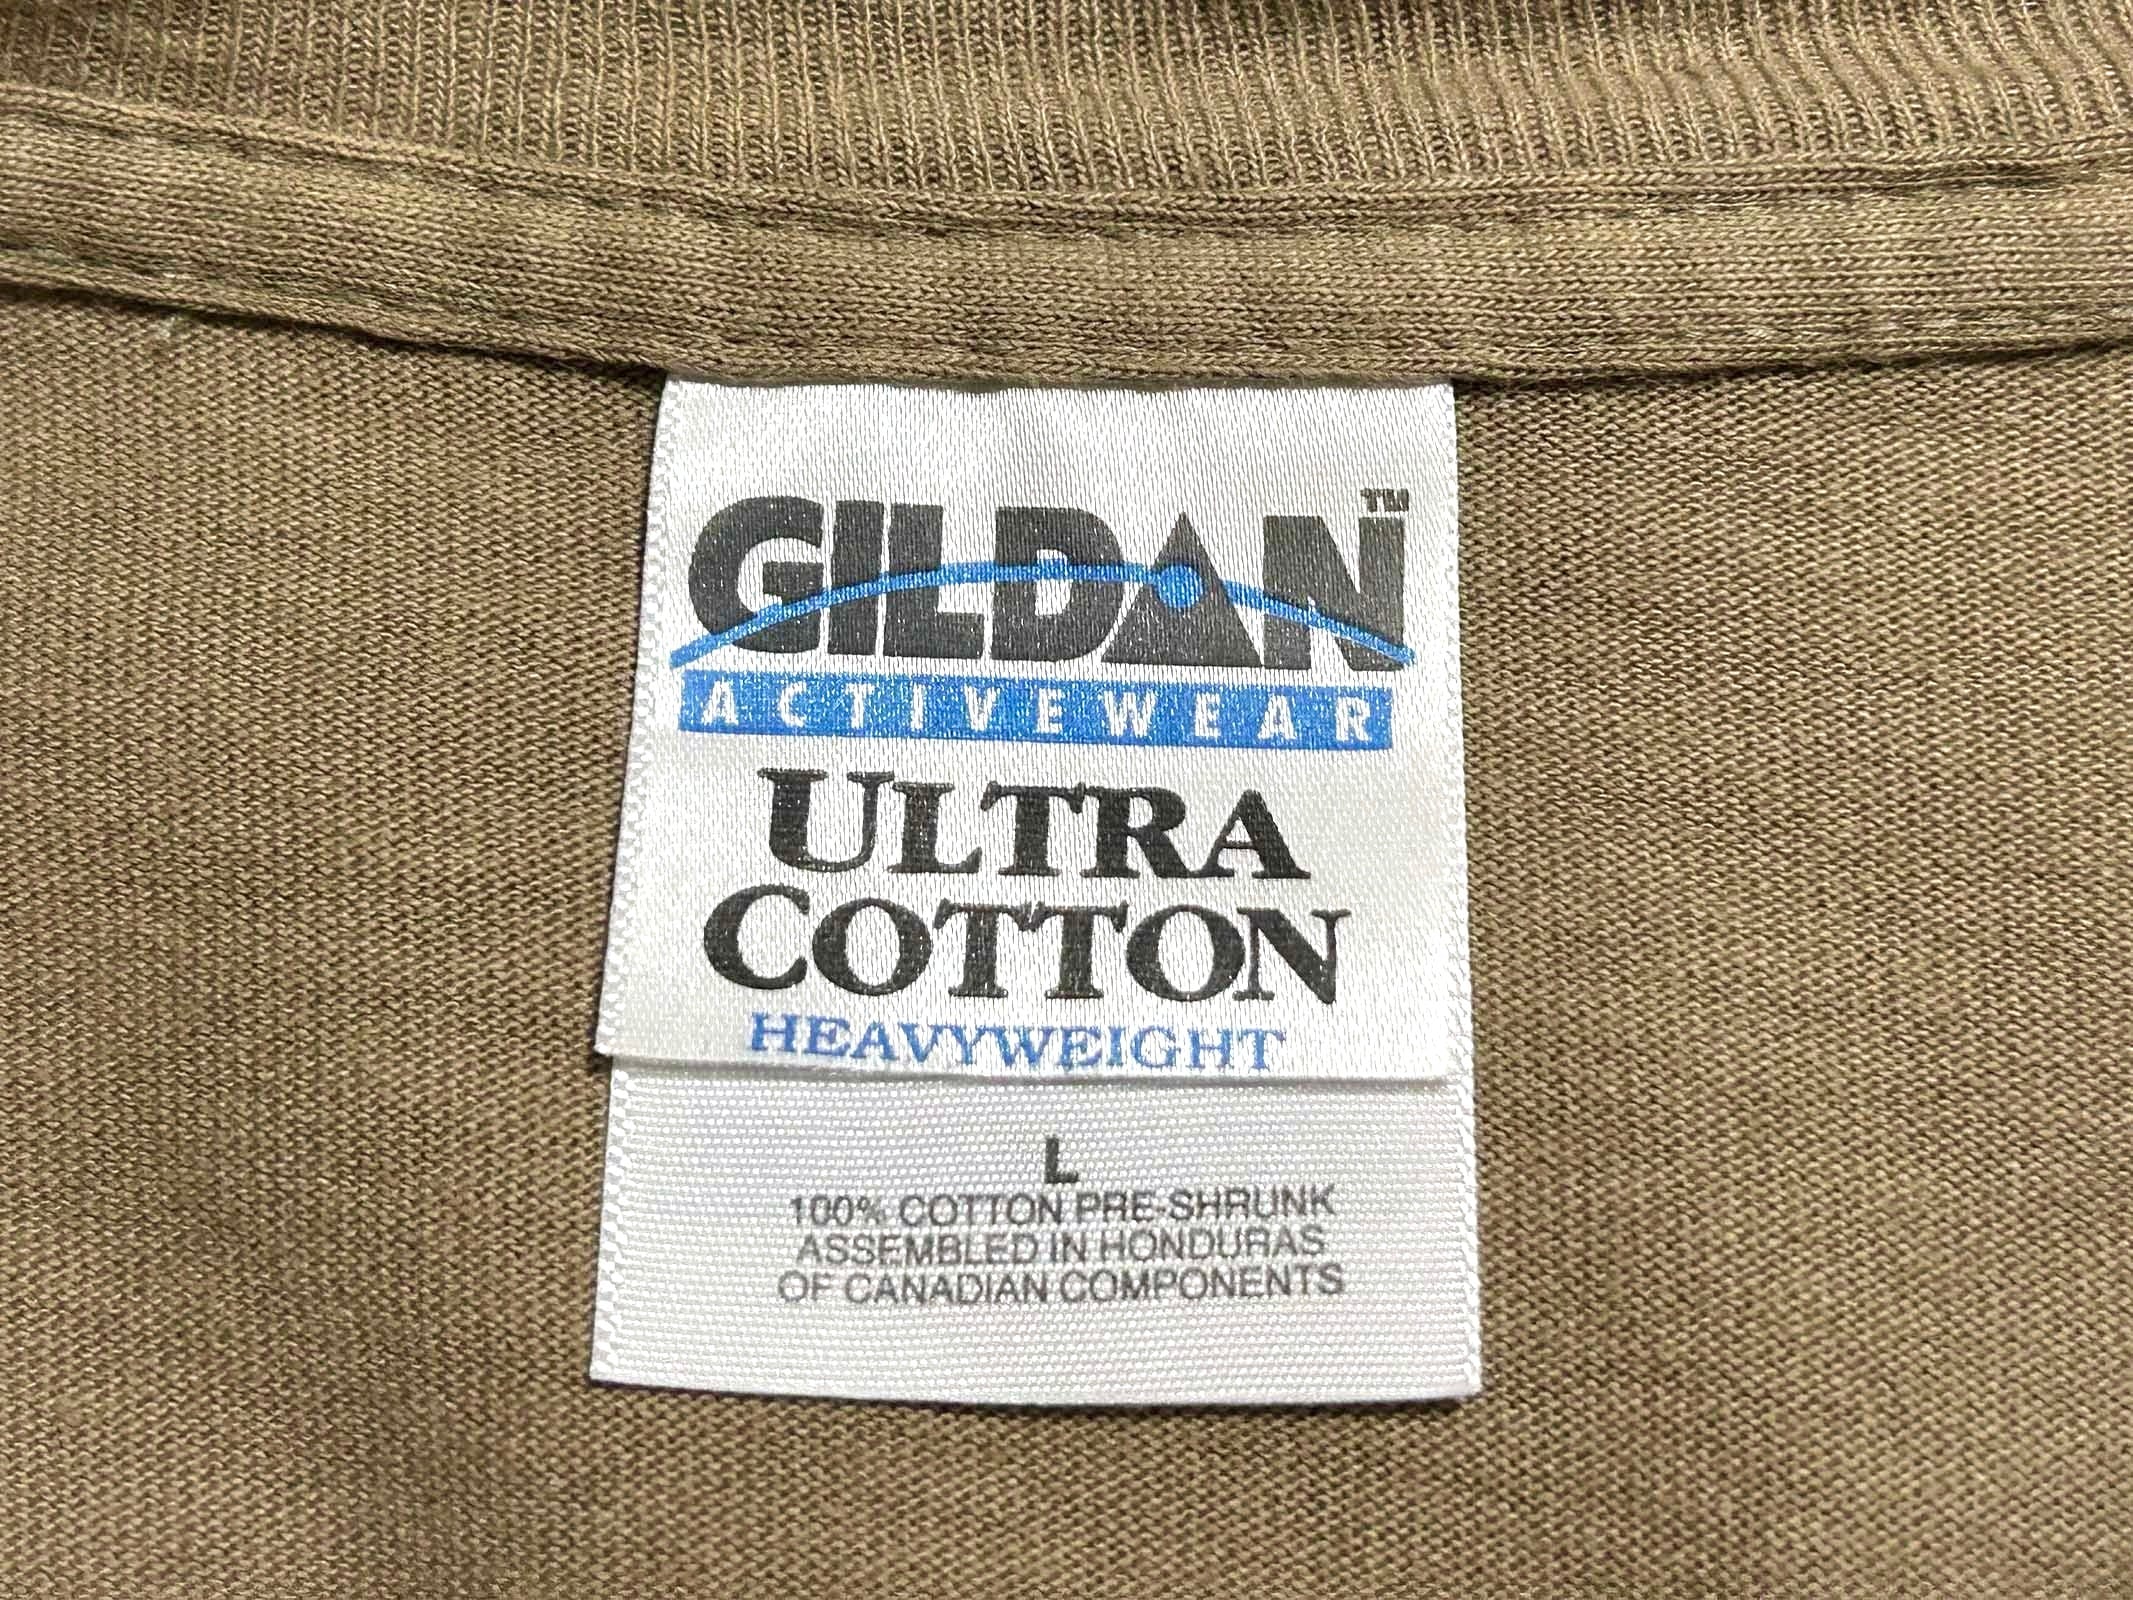 GILDAN™
ACTIVEWEAR
ULTRA
COTTON
HEAVYWEIGHT
L
100% COTTON PRE-SHRUNK
ASSEMBLED IN HONDURAS
OF CANADIAN COMPONENTS